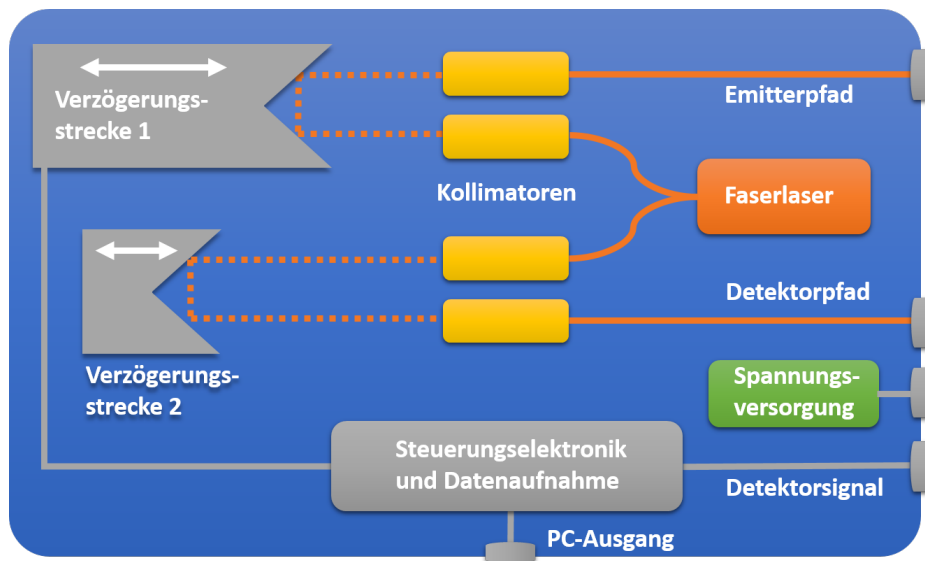 Verzögerungs-
strecke 1
Emitterpfad
Kollimatoren
Faserlaser
Detektorpfad
Verzögerungs-
strecke 2
Spannungs-
versorgung
Steuerungselektronik
und Datenaufnahme
Detektorsignal
PC-Ausgang